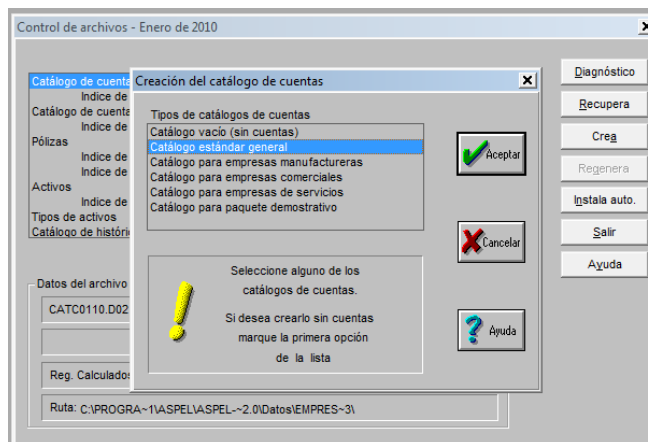 Control de archivos - Enero de 2010
Catálogo de cuenta
Indice de
Catálogo de cuenta
Indice de
Pólizas
Indice de
Indice de
Activos
Indice de
Tipos de activos
Catálogo de históri
Creación del catálogo de cuentas
Tipos de catálogos de cuentas
Catálogo vacío (sin cuentas)
Catálogo estándar general
Catálogo para empresas manufactureras
Catálogo para empresas comerciales
Catálogo para empresas de servicios
Catálogo para paquete demostrativo
Aceptar
Cancelar
Ayuda
Seleccione alguno de los
catálogos de cuentas.
Si desea crearlo sin cuentas
marque la primera opción
de la lista
Diagnóstico
Recupera
Crea
Regenera
Instala auto.
Salir
Ayuda
Datos del archivo
CATC0110.D02
Reg. Calculados
Ruta: C:\PROGRA~1\ASPEL\ASPEL-~2.0\Datos\EMPRES~3\